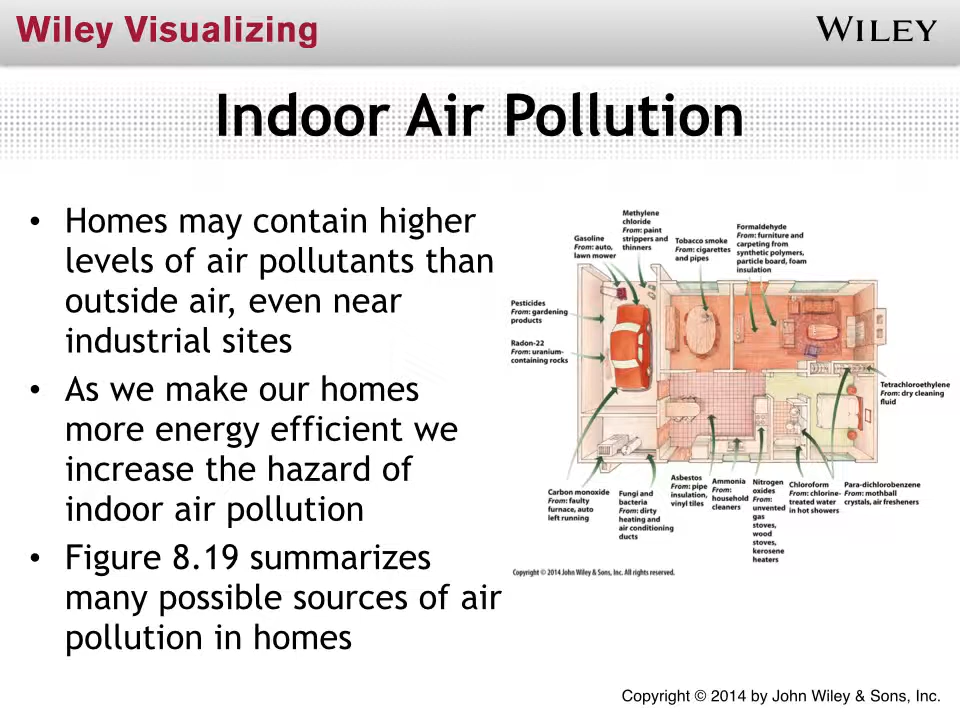 Wiley Visualizing
WILEY
Indoor Air Pollution
• Homes may contain higher
levels of air pollutants than
outside air, even near
industrial sites
• As we make our homes
more energy efficient we
increase the hazard of
indoor air pollution
• Figure 8.19 summarizes
many possible sources of air
pollution in homes
Methylene
chloride
From: paint
strippers and
thinners
Gasoline
From: auto,
lawn mower
Tobacco smoke
From: cigarettes
and pipes
Formaldehyde
From: furniture and
carpeting from
synthetic polymers,
particle board, foam
insulation
Pesticides
From: gardening
products
Radon-22
From: uranium-
containing rocks
Tetrachloroethylene
From: dry cleaning
fluid
Carbon monoxide
From: faulty
furnace, auto
left running
Fungi and
bacteria
From: dirty
heating and
air conditioning
ducts
Asbestos
From: pipe
insulation,
vinyl tiles
Ammonia
From:
household
cleaners
Nitrogen
oxides
From:
unvented
gas
stoves,
wood
stoves,
kerosene
heaters
Chloroform
From: chlorine-
treated water
in hot showers
Para-dichlorobenzene
From: mothball
crystals, air fresheners
Copyright © 2014 John Wiley & Sons, Inc. All rights reserved.
Copyright © 2014 by John Wiley & Sons, Inc.